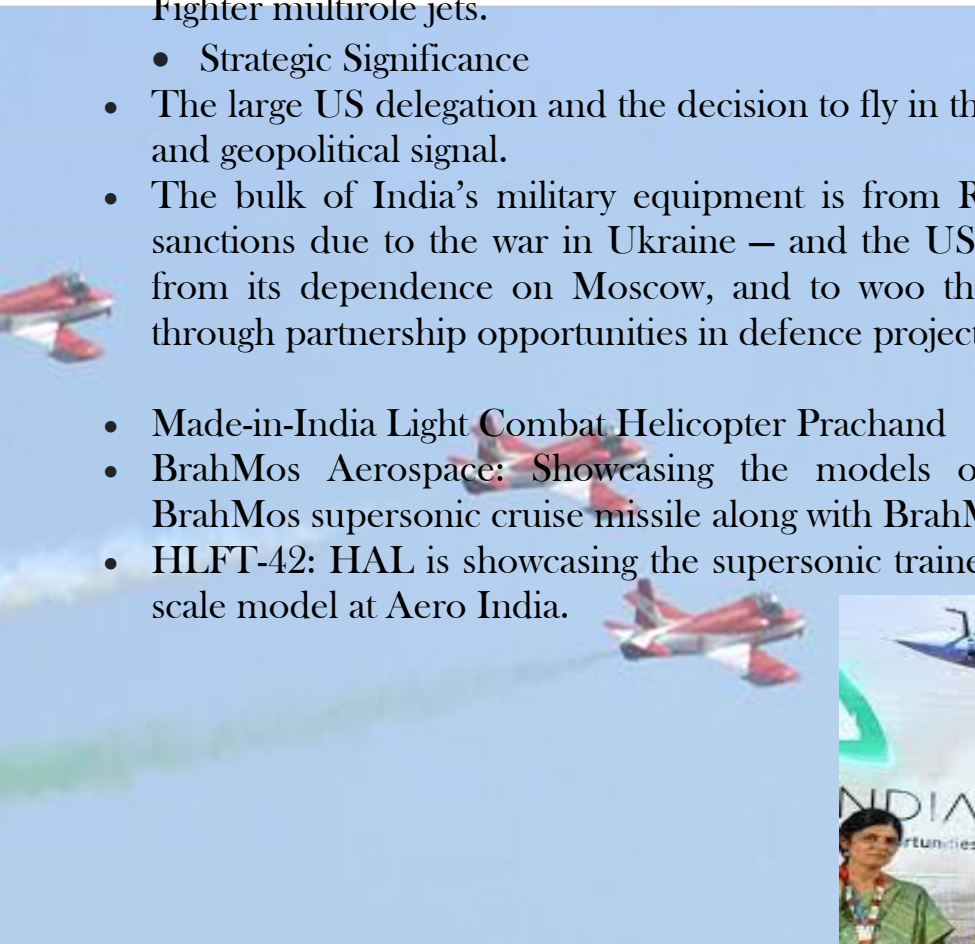 Fighter multirole jets.
• Strategic Significance
• The large US delegation and the decision to fly in th
and geopolitical signal.
• The bulk of India’s military equipment is from R
sanctions due to the war in Ukraine – and the US
from its dependence on Moscow, and to woo th
through partnership opportunities in defence project
• Made-in-India Light Combat Helicopter Prachand
• BrahMos Aerospace: Showcasing the models o
BrahMos supersonic cruise missile along with BrahM
• HLFT-42: HAL is showcasing the supersonic traine
scale model at Aero India.
NDIA
rtunities